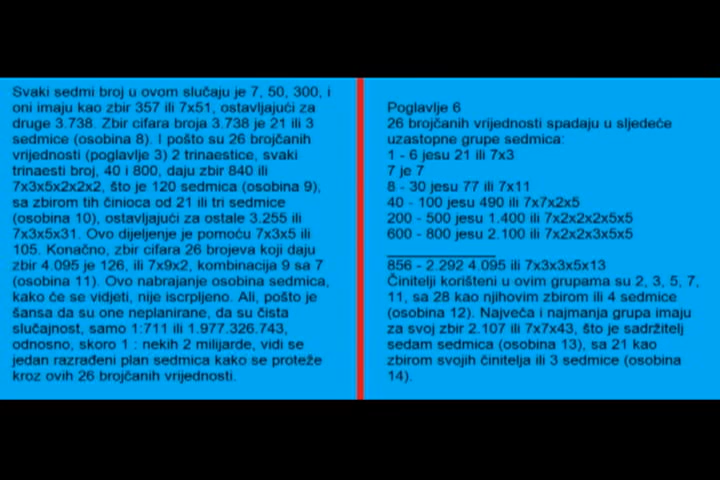 Svaki sedmi broj u ovom slučaju je 7, 50, 300, i
oni imaju kao zbir 357 ili 7x51, ostavljajući za
druge 3.738. Zbir cifara broja 3.738 je 21 ili 3
sedmice (osobina 8). I pošto su 26 brojčanih
vrijednosti (poglavlje 3) 2 trinaestice, svaki
trinaesti broj, 40 i 800, daju zbir 840 ili
7x3x5x2x2x2, što je 120 sedmica (osobina 9),
sa zbirom tih činioca od 21 ili tri sedmice
(osobina 10), ostavljajući za ostale 3.255 ili
7x3x5x31. Ovo dijeljenje je pomoću 7x3x5 ili
105. Konačno, zbir cifara 26 brojeva koji daju
zbir 4.095 je 126, ili 7x9x2, kombinacija 9 sa 7
(osobina 11). Ovo nabrajanje osobina sedmica,
kako će se vidjeti, nije iscrpljeno. Ali, pošto je
šansa da su one neplanirane, da su čista
slučajnost, samo 1:711 ili 1.977.326.743,
odnosno, skoro 1 : nekih 2 milijarde, vidi se
jedan razrađeni plan sedmica kako se proteže
kroz ovih 26 brojčanih vrijednosti.
Poglavlje 6
26 brojčanih vrijednosti spadaju u sljedeće
uzastopne grupe sedmica:
1 - 6 jesu 21 ili 7x3
7 je 7
8 - 30 jesu 77 ili 7x11
40 - 100 jesu 490 ili 7x7x2x5
200 - 500 jesu 1.400 ili 7x2x2x2x5x5
600 - 800 jesu 2.100 ili 7x2x2x3x5x5
856 - 2.292 4.095 ili 7x3x3x5x13
Činitelji korišteni u ovim grupama su 2, 3, 5, 7,
11, sa 28 kao njihovim zbirom ili 4 sedmice
(osobina 12). Najveća i najmanja grupa imaju
za svoj zbir 2.107 ili 7x7x43, što je sadržitelj
sedam sedmica (osobina 13), sa 21 kao
zbirom svojih činitelja ili 3 sedmice (osobina
14).